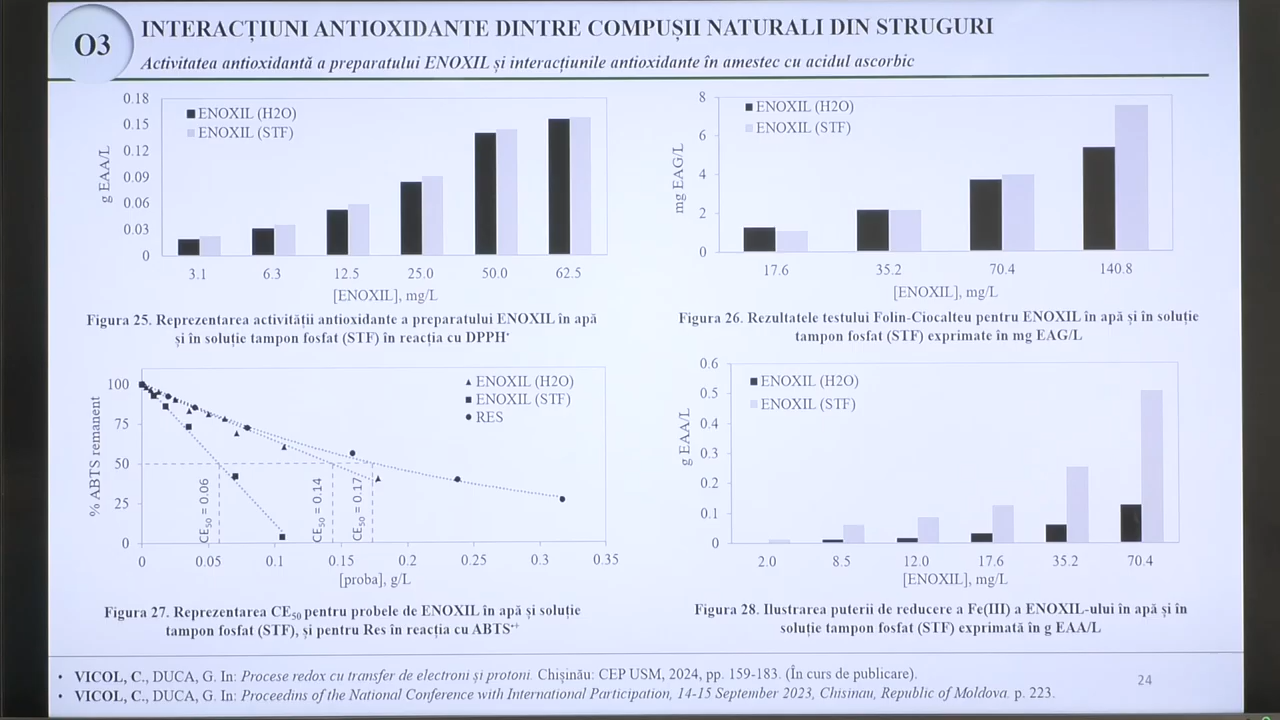 O3
INTERACȚIUNI ANTIOXIDANTE DINTRE COMPUȘII NATURALI DIN STRUGURI
Activitatea antioxidantă a preparatului ENOXIL și interacțiunile antioxidante în amestec cu acidul ascorbic
0.18
0.15
0.12
0.09
0.06
0.03
0
g EAA/L
ENOXIL (H2O)
ENOXIL (STF)
3.1 6.3 12.5 25.0 50.0 62.5
[ENOXIL], mg/L
Figura 25. Reprezentarea activității antioxidante a preparatului ENOXIL în apă
și în soluție tampon fosfat (STF) în reacția cu DPPH•
8
6
4
2
0
mg EAG/L
ENOXIL (H2O)
ENOXIL (STF)
17.6 35.2 70.4 140.8
[ENOXIL], mg/L
Figura 26. Rezultatele testului Folin-Ciocalteu pentru ENOXIL în apă și în soluție
tampon fosfat (STF) exprimate în mg EAG/L
100
75
50
25
0
% ABTS remanent
ENOXIL (H2O)
ENOXIL (STF)
RES
CE50 = 0.06
CE50 = 0.14
CE50 = 0.17
0 0.05 0.1 0.15 0.2 0.25 0.3 0.35
[proba], g/L
Figura 27. Reprezentarea CE50 pentru probele de ENOXIL în apă și soluție
tampon fosfat (STF), și pentru Res în reacția cu ABTS•+
0.6
0.5
0.4
0.3
0.2
0.1
0
g EAA/L
ENOXIL (H2O)
ENOXIL (STF)
2.0 8.5 12.0 17.6 35.2 70.4
[ENOXIL], mg/L
Figura 28. Ilustrarea puterii de reducere a Fe(III) a ENOXIL-ului în apă și în
soluție tampon fosfat (STF) exprimată în g EAA/L
• VICOL, C., DUCA, G. In: Procese redox cu transfer de electroni și protoni. Chișinău: CEP USM, 2024, pp. 159-183. (În curs de publicare).
• VICOL, C., DUCA, G. In: Proceedins of the National Conference with International Participation, 14-15 September 2023, Chisinau, Republic of Moldova. p. 223.
24